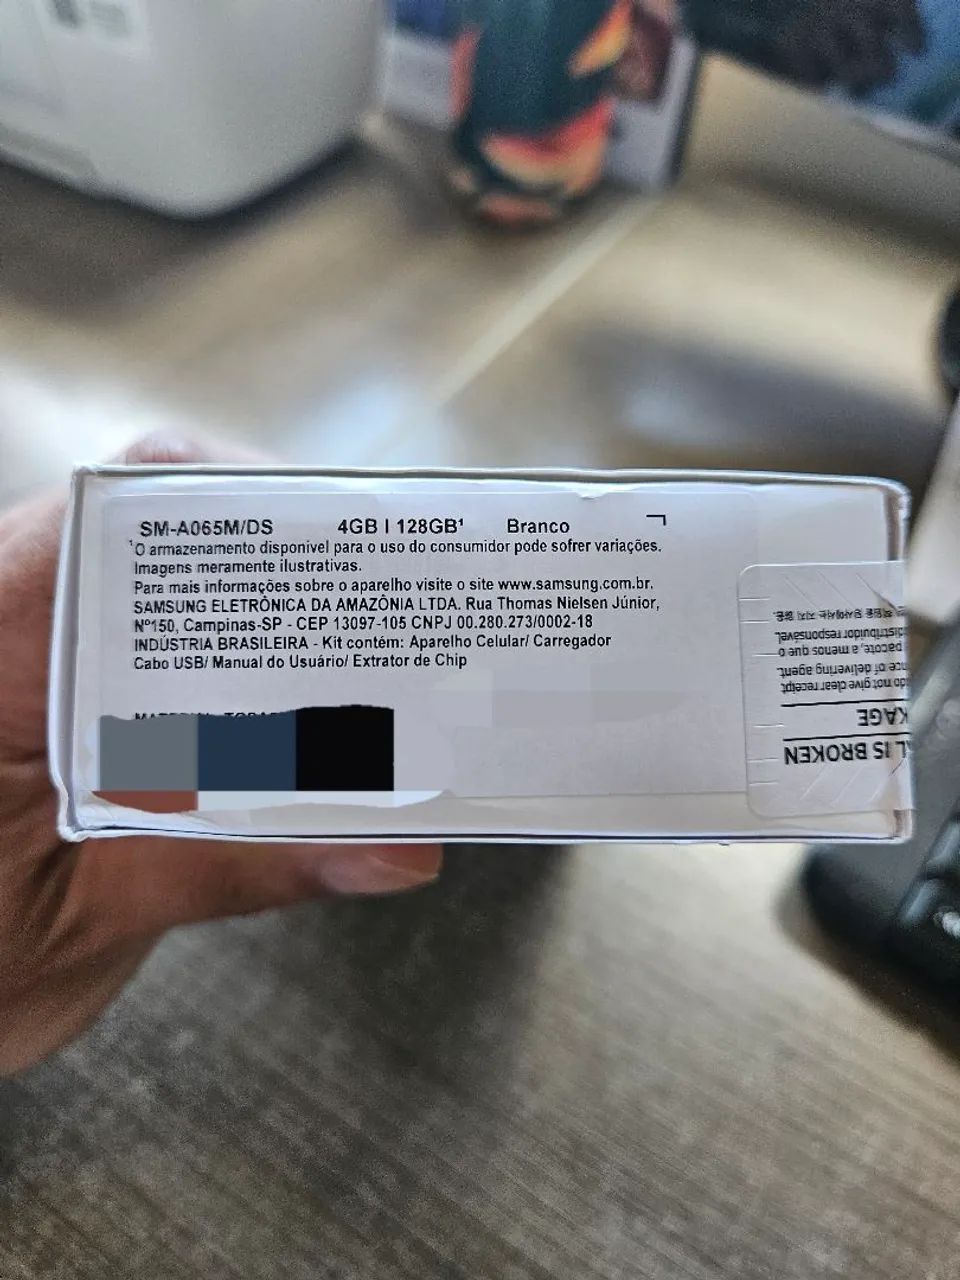 SM-A065M/DS 4GB | 128GB¹ Branco
¹O armazenamento disponível para o uso do consumidor pode sofrer variações.
Imagens meramente ilustrativas.
Para mais informações sobre o aparelho visite o site www.samsung.com.br.
SAMSUNG ELETRÔNICA DA AMAZÔNIA LTDA. Rua Thomas Nielsen Júnior,
Nº150, Campinas-SP - CEP 13097-105 CNPJ 00.280.273/0002-18
INDÚSTRIA BRASILEIRA - Kit contém: Aparelho Celular/ Carregador
Cabo USB/ Manual do Usuário/ Extrator de Chip
IS BROKEN
do not give clear receipt
of delivering agent.
pacote, a menos que o
distribuidor responsável